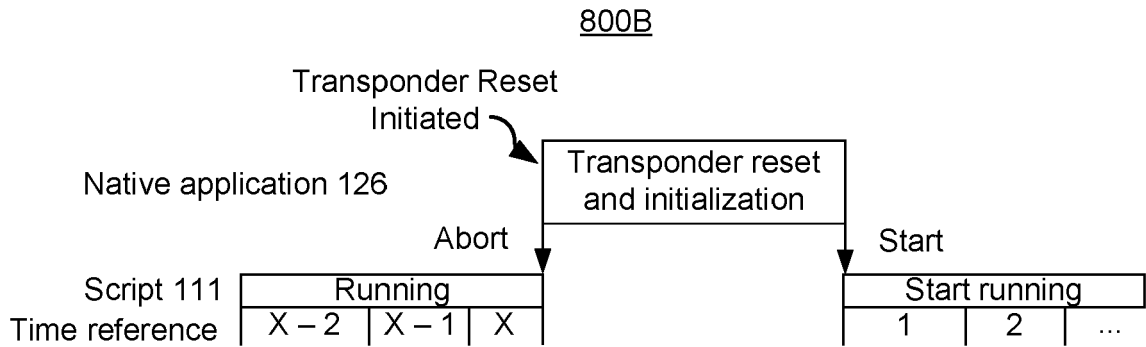 800B
Transponder Reset
Initiated
Transponder reset
and initialization
Native application 126
Abort
Start
Script 111
Running
Start running
Time reference
X – 2
X – 1
X
1
2
...